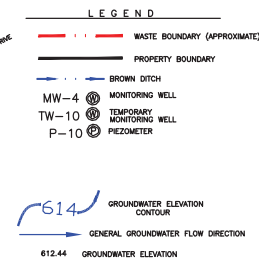 LEGEND
DRIVE
WASTE BOUNDARY (APPROXIMATE)
PROPERTY BOUNDARY
BROWN DITCH
MW-4 W MONITORING WELL
TW-10 W TEMPORARY
MONITORING WELL
P-10 P PIEZOMETER
614 GROUNDWATER ELEVATION
CONTOUR
GENERAL GROUNDWATER FLOW DIRECTION
612.44 GROUNDWATER ELEVATION